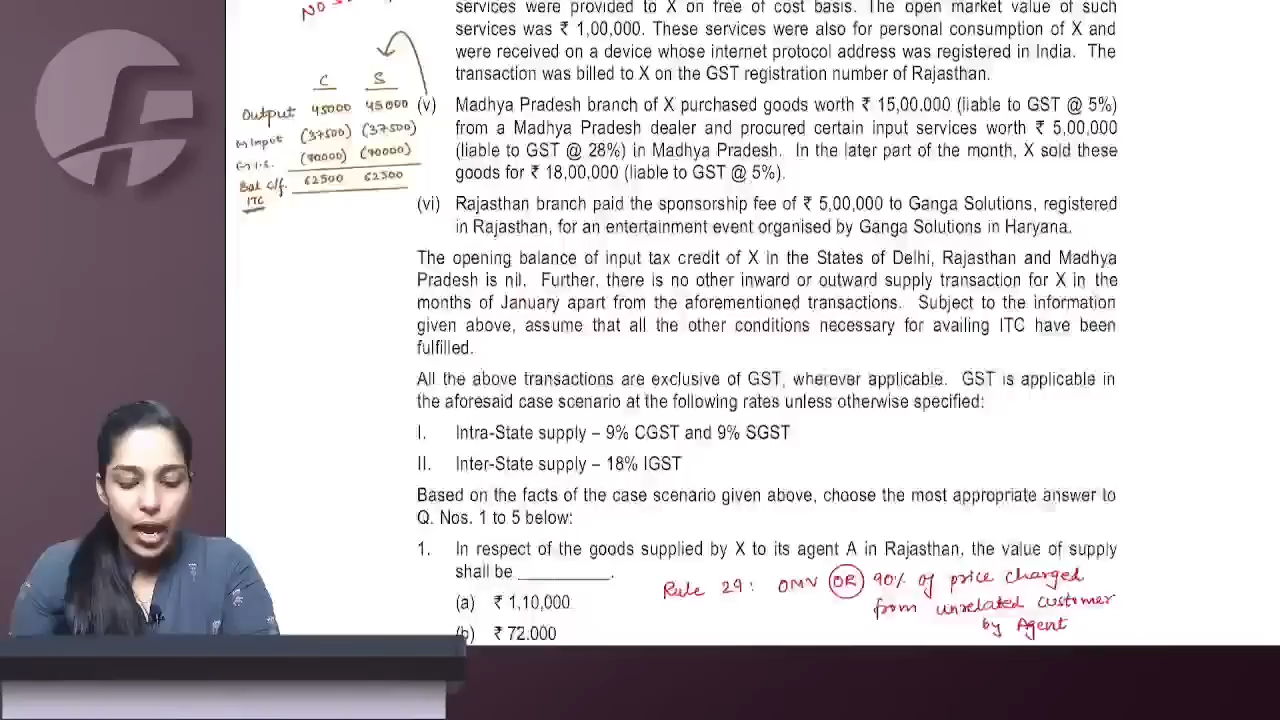 services were provided to X on free of cost basis. The open market value of such
services was ₹ 1,00,000. These services were also for personal consumption of X and
were received on a device whose internet protocol address was registered in India. The
transaction was billed to X on the GST registration number of Rajasthan.
C S
Output 45000 45000
Input (37500) (37500)
(70000) (70000)
Bal c/f. 62500 62500
ITC
(v) Madhya Pradesh branch of X purchased goods worth ₹ 15,00.000 (liable to GST @ 5%)
from a Madhya Pradesh dealer and procured certain input services worth ₹ 5,00,000
(liable to GST @ 28%) in Madhya Pradesh. In the later part of the month, X sold these
goods for ₹ 18,00,000 (liable to GST @ 5%).
(vi) Rajasthan branch paid the sponsorship fee of ₹ 5,00,000 to Ganga Solutions, registered
in Rajasthan, for an entertainment event organised by Ganga Solutions in Haryana.
The opening balance of input tax credit of X in the States of Delhi, Rajasthan and Madhya
Pradesh is nil. Further, there is no other inward or outward supply transaction for X in the
months of January apart from the aforementioned transactions. Subject to the information
given above, assume that all the other conditions necessary for availing ITC have been
fulfilled.
All the above transactions are exclusive of GST, wherever applicable. GST is applicable in
the aforesaid case scenario at the following rates unless otherwise specified:
I. Intra-State supply – 9% CGST and 9% SGST
II. Inter-State supply – 18% IGST
Based on the facts of the case scenario given above, choose the most appropriate answer to
Q. Nos. 1 to 5 below:
1. In respect of the goods supplied by X to its agent A in Rajasthan, the value of supply
shall be __________.
Rule 29: OMV OR 90% of price charged
from unrelated customer
by Agent
(a) ₹ 1,10,000
(b) ₹ 72.000